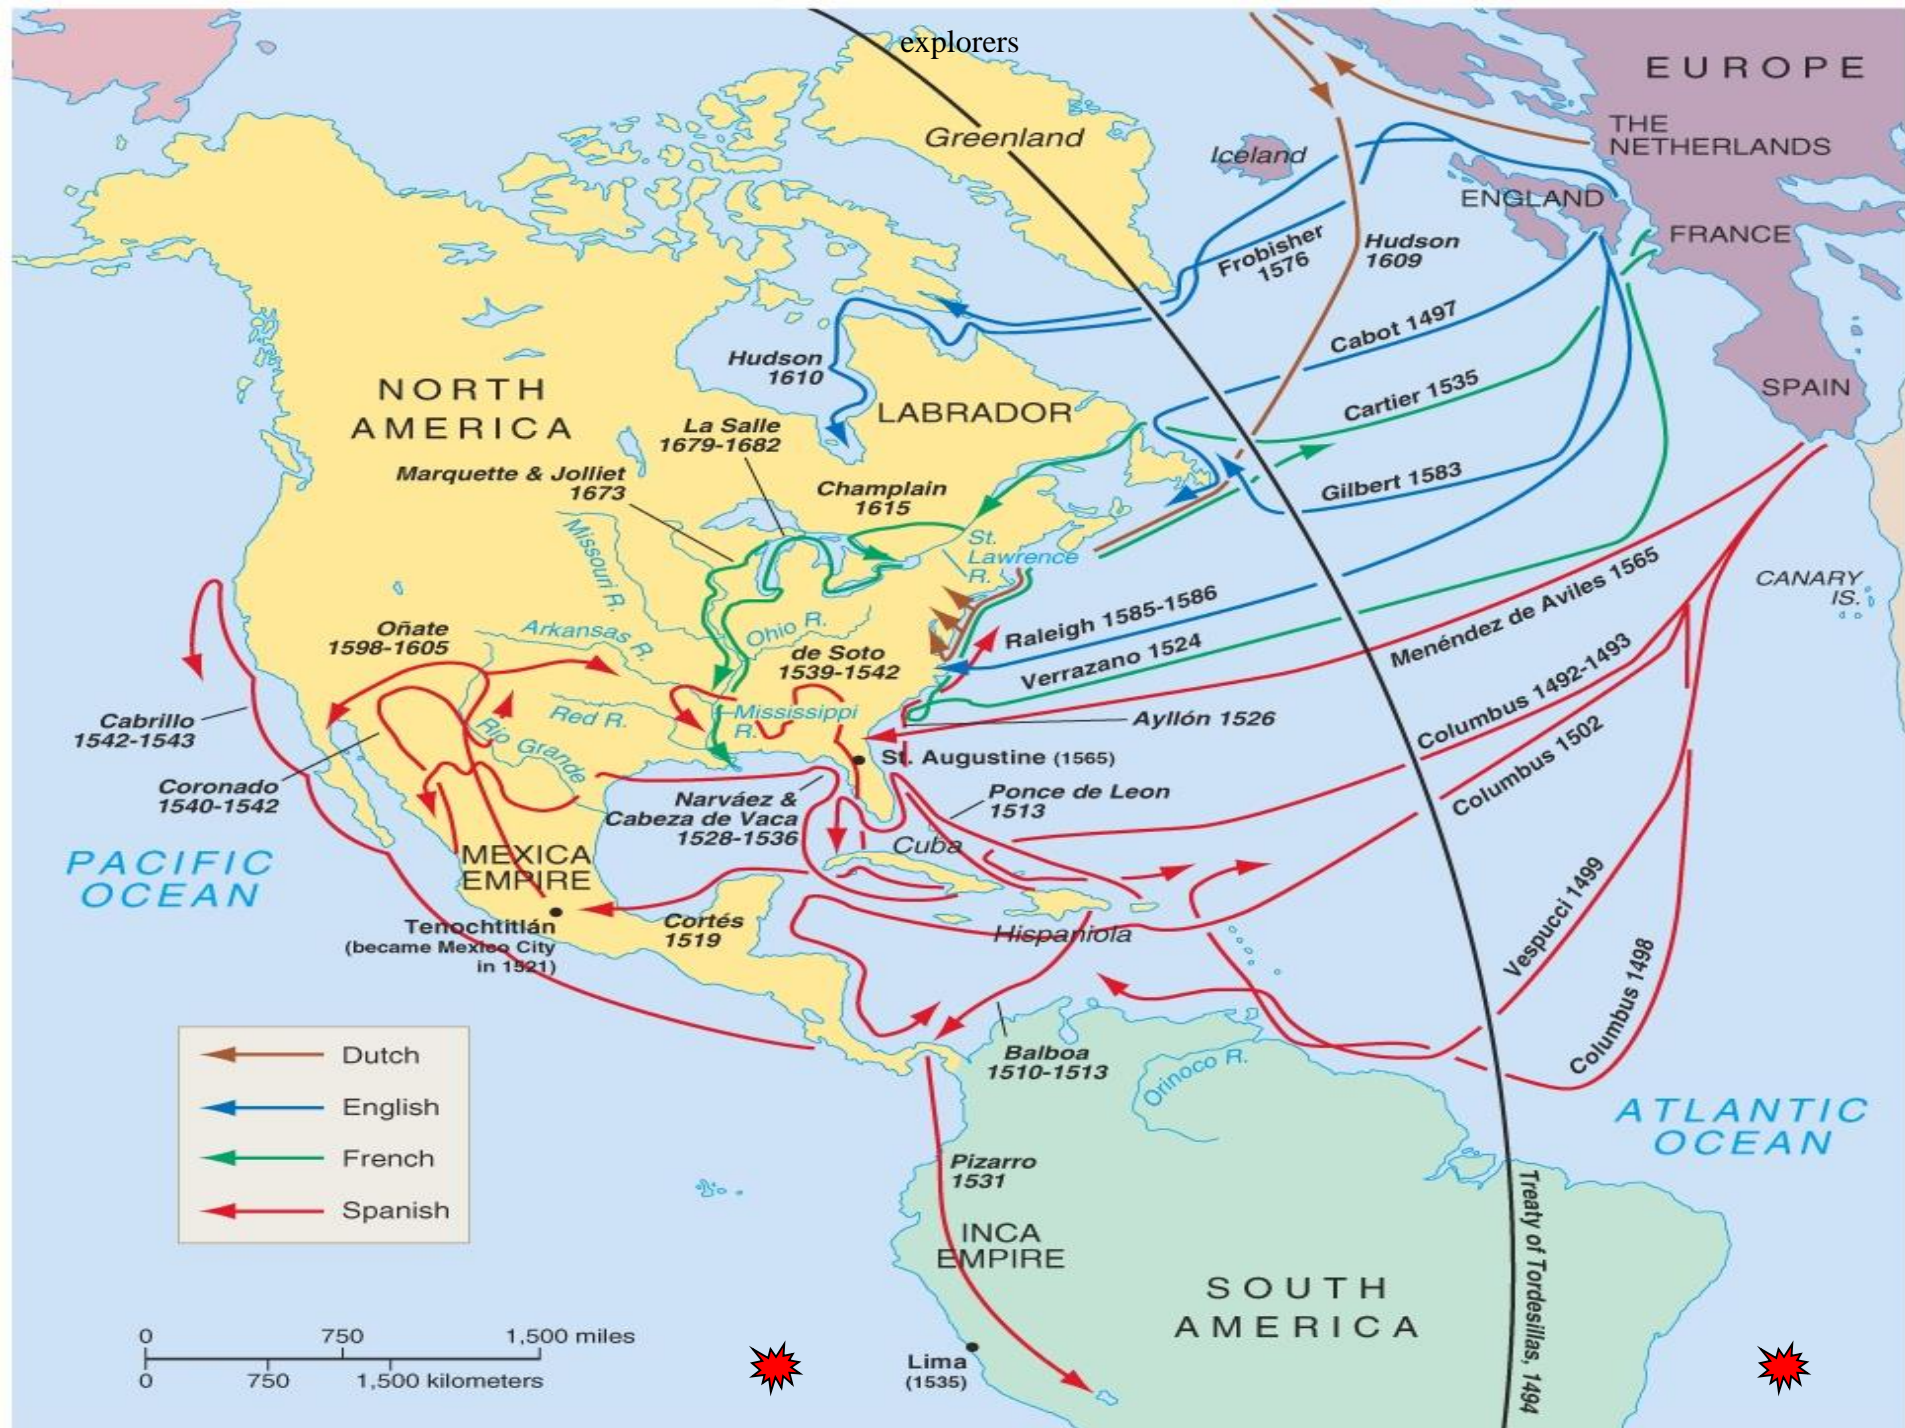 explorers
EUROPE
Greenland
Iceland
THE
NETHERLANDS
ENGLAND
FRANCE
Frobisher
1576
Hudson
1609
Cabot 1497
Hudson
1610
NORTH
AMERICA
LABRADOR
Cartier 1535
SPAIN
La Salle
1679-1682
Marquette & Jolliet
1673
Champlain
1615
Gilbert 1583
Missouri R.
St.
Lawrence
R.
CANARY
IS.
Menéndez de Aviles 1565
Raleigh 1585-1586
Verrazano 1524
Oñate
1598-1605
Arkansas R.
Ohio R.
de Soto
1539-1542
Columbus 1492-1493
Cabrillo
1542-1543
Rio Grande
Red R.
Mississippi
R.
Ayllón 1526
Columbus 1502
St. Augustine (1565)
Coronado
1540-1542
Narváez &
Cabeza de Vaca
1528-1536
Ponce de Leon
1513
Cuba
PACIFIC
OCEAN
MEXICA
EMPIRE
Tenochtitlán
(became Mexico City
in 1521)
Cortés
1519
Hispaniola
Vespucci 1499
Columbus 1498
Dutch
English
French
Spanish
Balboa
1510-1513
Orinoco R.
ATLANTIC
OCEAN
Pizarro
1531
INCA
EMPIRE
SOUTH
AMERICA
Treaty of Tordesillas, 1494
0 750 1,500 miles
0 750 1,500 kilometers
Lima
(1535)